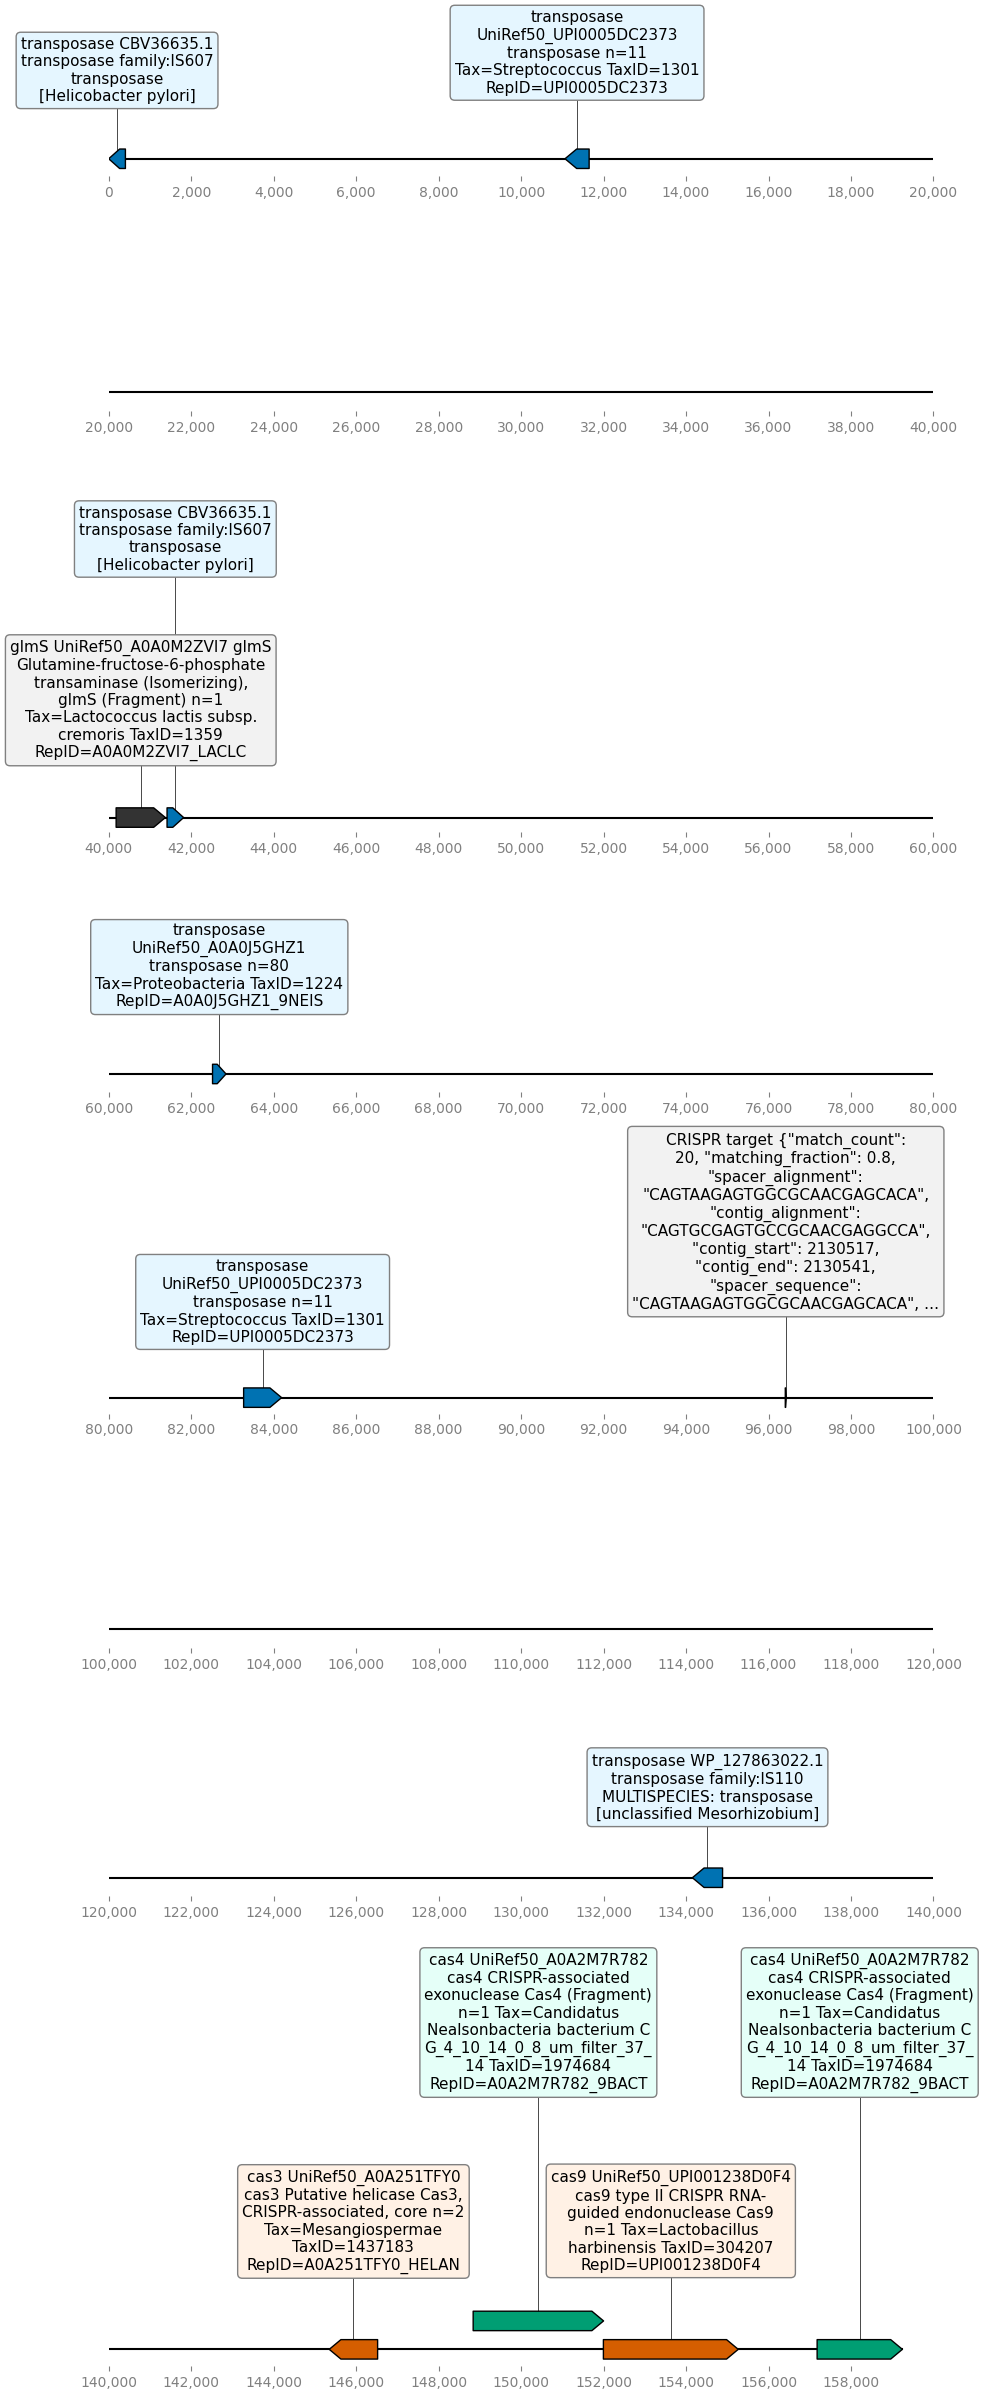 transposase CBV36635.1
transposase family:IS607
transposase
[Helicobacter pylori]
transposase
UniRef50_UPI0005DC2373
transposase n=11
Tax=Streptococcus TaxID=1301
RepID=UPI0005DC2373
0 2,000 4,000 6,000 8,000 10,000 12,000 14,000 16,000 18,000 20,000
20,000 22,000 24,000 26,000 28,000 30,000 32,000 34,000 36,000 38,000 40,000
transposase CBV36635.1
transposase family:IS607
transposase
[Helicobacter pylori]
glmS UniRef50_A0A0M2ZVI7 glmS
Glutamine-fructose-6-phosphate
transaminase (Isomerizing),
glmS (Fragment) n=1
Tax=Lactococcus lactis subsp.
cremoris TaxID=1359
RepID=A0A0M2ZVI7_LACLC
40,000 42,000 44,000 46,000 48,000 50,000 52,000 54,000 56,000 58,000 60,000
transposase
UniRef50_A0A0J5GHZ1
transposase n=80
Tax=Proteobacteria TaxID=1224
RepID=A0A0J5GHZ1_9NEIS
60,000 62,000 64,000 66,000 68,000 70,000 72,000 74,000 76,000 78,000 80,000
CRISPR target {"match_count":
20, "matching_fraction": 0.8,
"spacer_alignment":
"CAGTAAGAGTGGCGCAACGAGCACA",
"contig_alignment":
"CAGTGCGAGTGCCGCAACGAGGCCA",
"contig_start": 2130517,
"contig_end": 2130541,
"spacer_sequence":
"CAGTAAGAGTGGCGCAACGAGCACA", ...
transposase
UniRef50_UPI0005DC2373
transposase n=11
Tax=Streptococcus TaxID=1301
RepID=UPI0005DC2373
80,000 82,000 84,000 86,000 88,000 90,000 92,000 94,000 96,000 98,000 100,000
100,000 102,000 104,000 106,000 108,000 110,000 112,000 114,000 116,000 118,000 120,000
transposase WP_127863022.1
transposase family:IS110
MULTISPECIES: transposase
[unclassified Mesorhizobium]
120,000 122,000 124,000 126,000 128,000 130,000 132,000 134,000 136,000 138,000 140,000
cas4 UniRef50_A0A2M7R782
cas4 CRISPR-associated
exonuclease Cas4 (Fragment)
n=1 Tax=Candidatus
Nealsonbacteria bacterium C
G_4_10_14_0_8_um_filter_37_
14 TaxID=1974684
RepID=A0A2M7R782_9BACT
cas4 UniRef50_A0A2M7R782
cas4 CRISPR-associated
exonuclease Cas4 (Fragment)
n=1 Tax=Candidatus
Nealsonbacteria bacterium C
G_4_10_14_0_8_um_filter_37_
14 TaxID=1974684
RepID=A0A2M7R782_9BACT
cas3 UniRef50_A0A251TFY0
cas3 Putative helicase Cas3,
CRISPR-associated, core n=2
Tax=Mesangiospermae
TaxID=1437183
RepID=A0A251TFY0_HELAN
cas9 UniRef50_UPI001238D0F4
cas9 type II CRISPR RNA-
guided endonuclease Cas9
n=1 Tax=Lactobacillus
harbinensis TaxID=304207
RepID=UPI001238D0F4
140,000 142,000 144,000 146,000 148,000 150,000 152,000 154,000 156,000 158,000